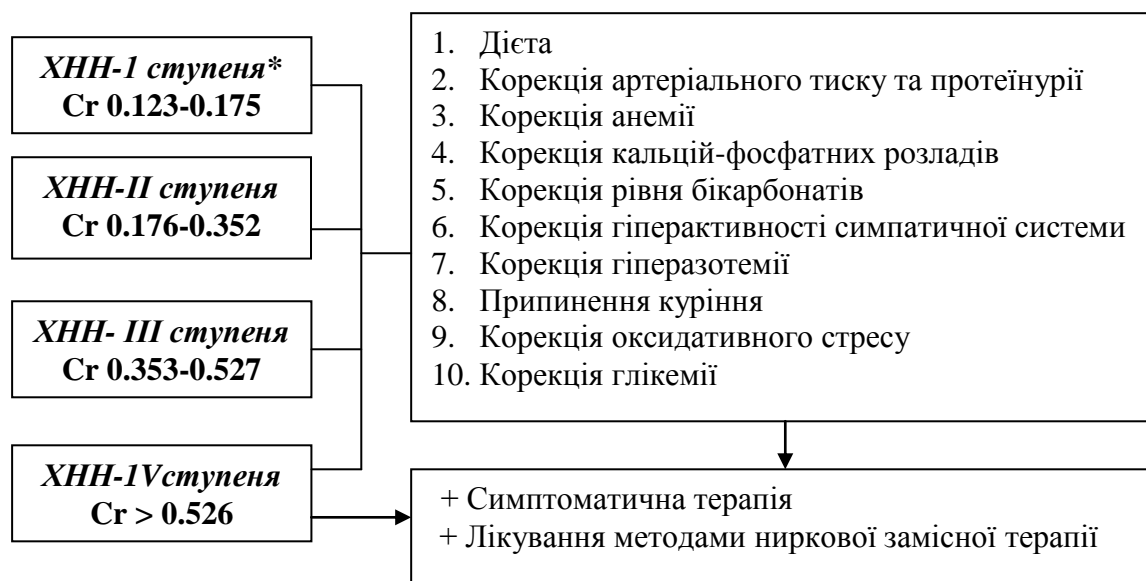 ХНН-1 ступеня*
Cr 0.123-0.175
ХНН-ІІ ступеня
Cr 0.176-0.352
ХНН- ІІІ ступеня
Cr 0.353-0.527
ХНН-1Vступеня
Cr > 0.526
1. Дієта
2. Корекція артеріального тиску та протеїнурії
3. Корекція анемії
4. Корекція кальцій-фосфатних розладів
5. Корекція рівня бікарбонатів
6. Корекція гіперактивності симпатичної системи
7. Корекція гіперазотемії
8. Припинення куріння
9. Корекція оксидативного стресу
10. Корекція глікемії
+ Симптоматична терапія
+ Лікування методами ниркової замісної терапії